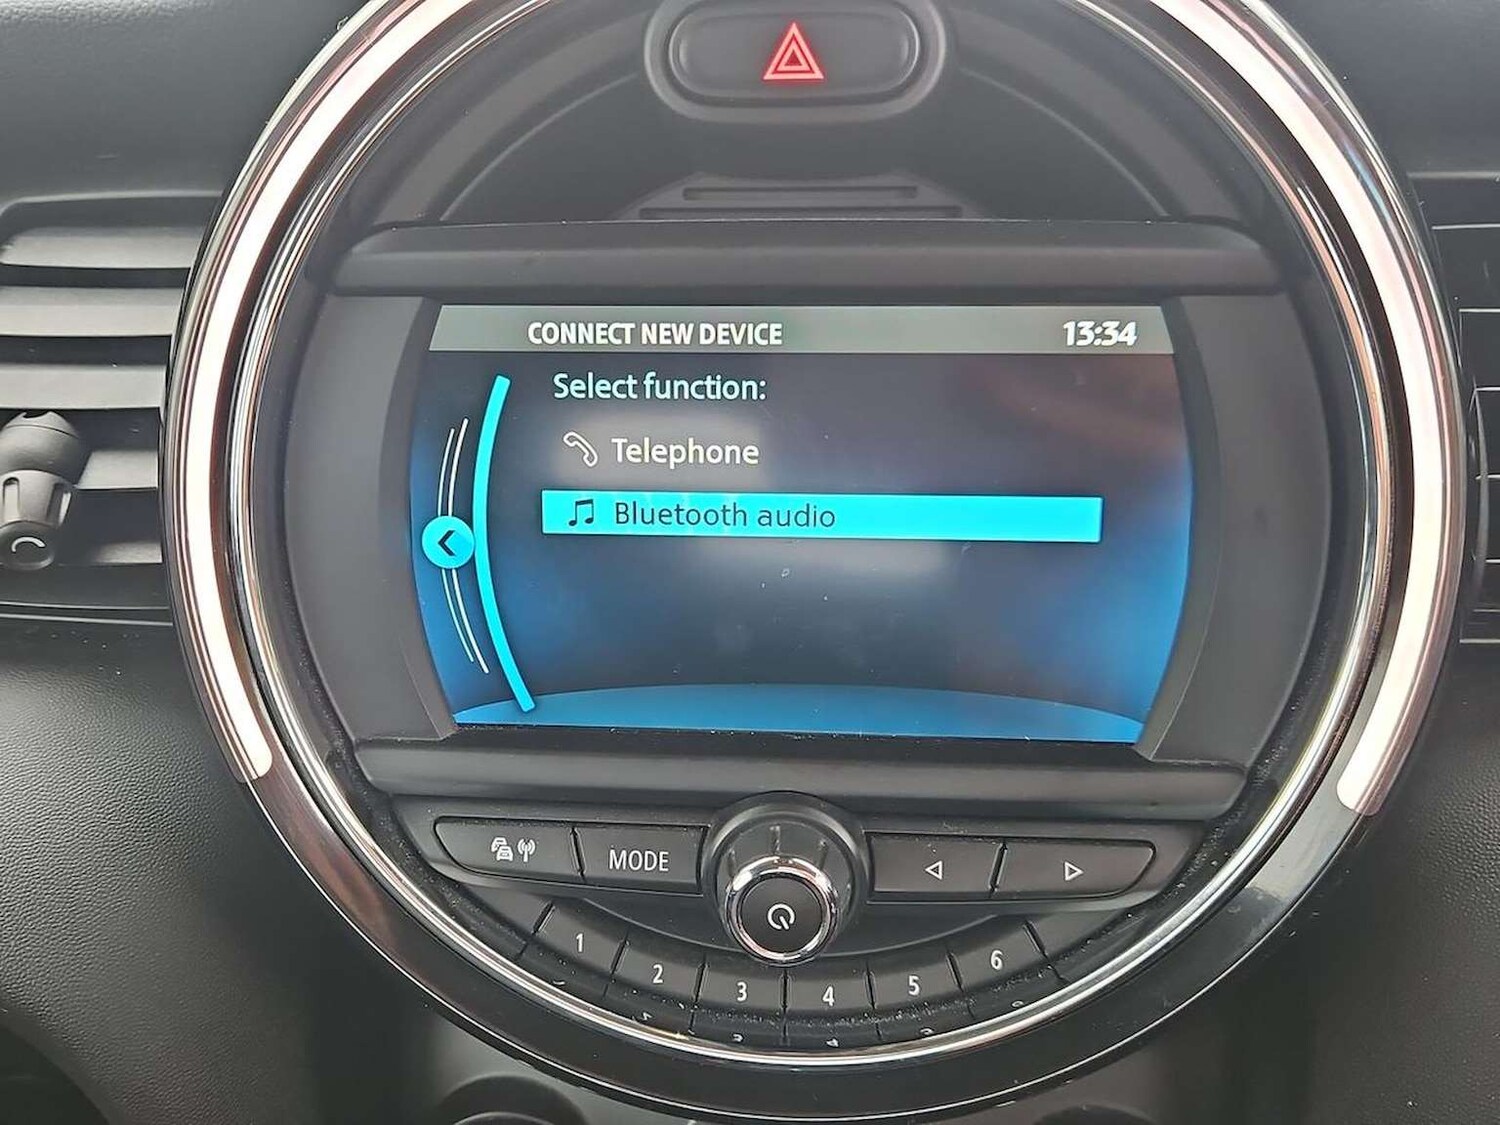 CONNECT NEW DEVICE 13:34
Select function:
Telephone
Bluetooth audio
MODE
1 2 3 4 5 6